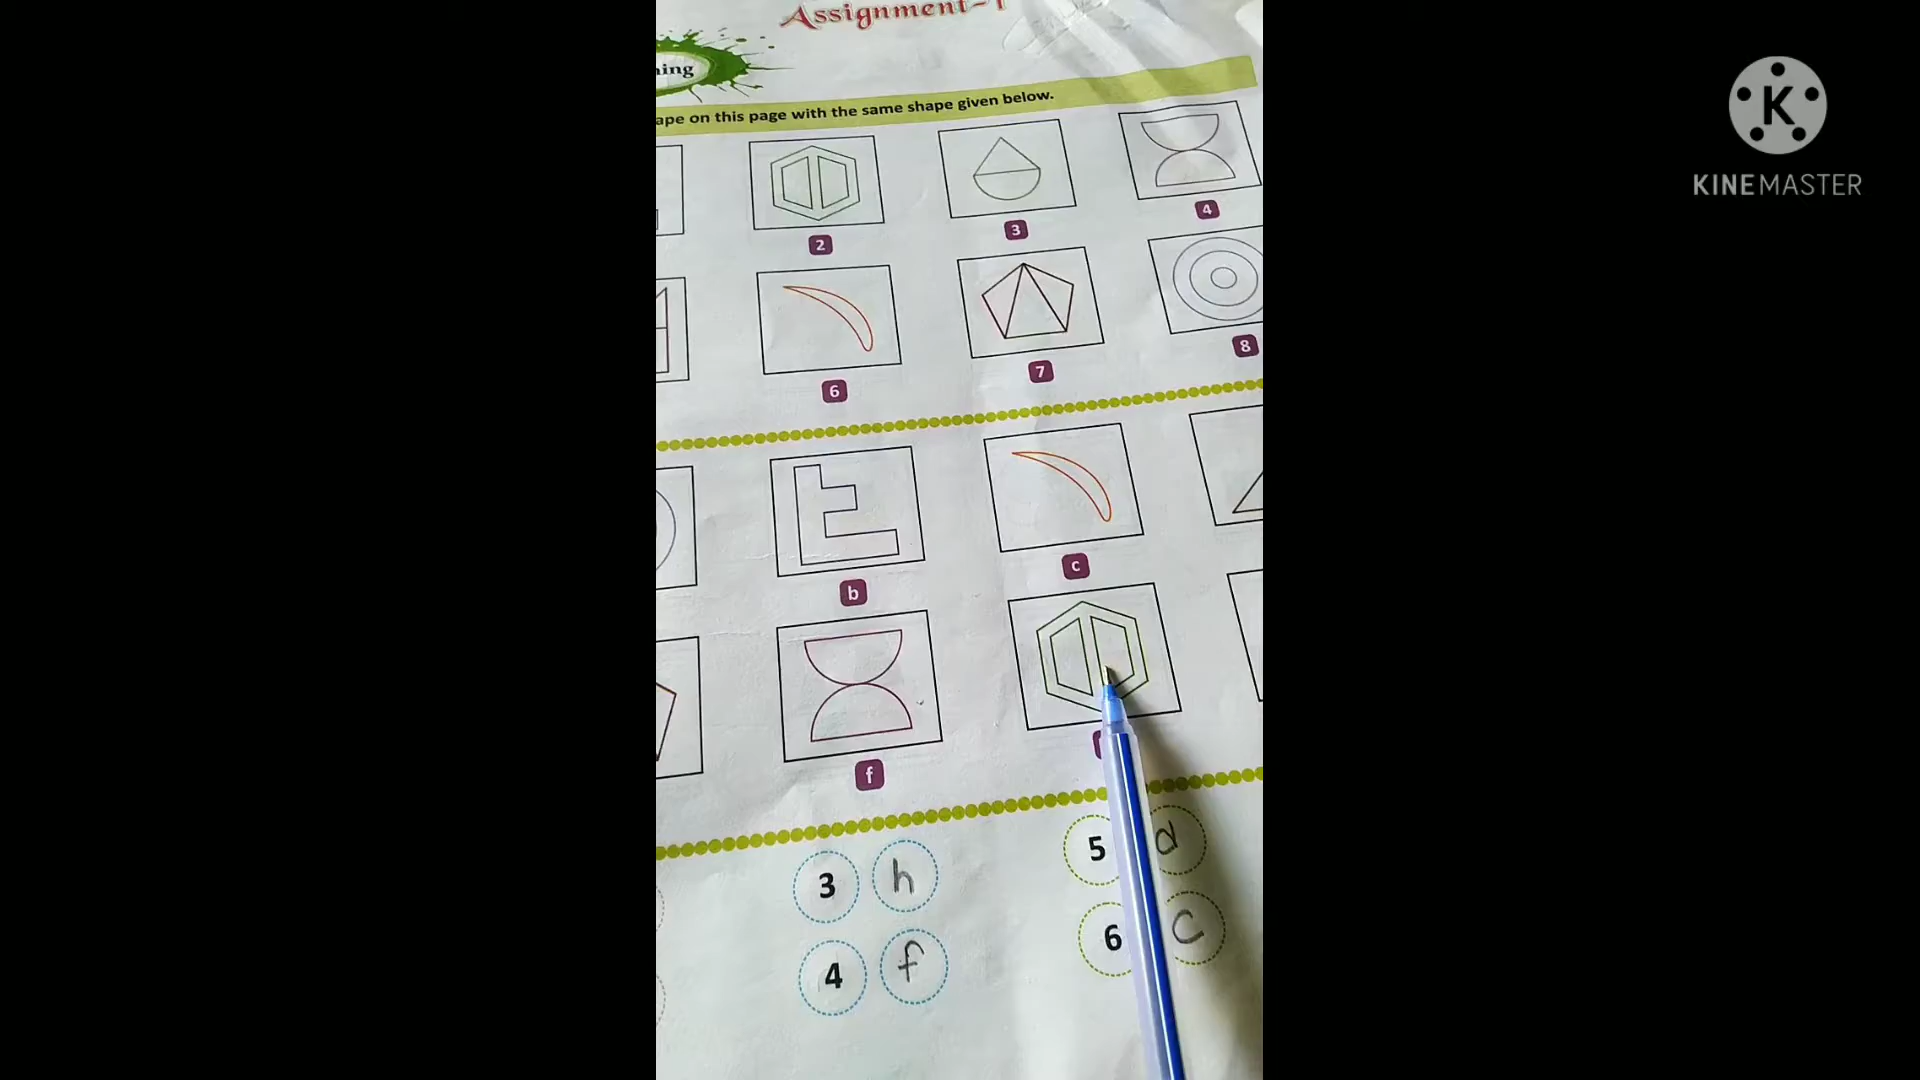 Assignment-1
ning
ape on this page with the same shape given below.
2
3
4
6
7
8
b
c
f
3 h
5 d
4 f
6 c
K
KINEMASTER